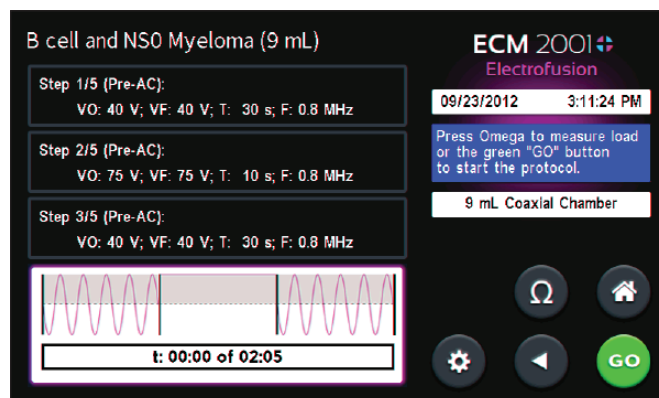 B cell and NS0 Myeloma (9 mL)
Step 1/5 (Pre-AC):
VO: 40 V; VF: 40 V; T: 30 s; F: 0.8 MHz
Step 2/5 (Pre-AC):
VO: 75 V; VF: 75 V; T: 10 s; F: 0.8 MHz
Step 3/5 (Pre-AC):
VO: 40 V; VF: 40 V; T: 30 s; F: 0.8 MHz
t: 00:00 of 02:05
ECM 2001
Electrofusion
09/23/2012 3:11:24 PM
Press Omega to measure load
or the green "GO" button
to start the protocol.
9 mL Coaxial Chamber
Ω
GO